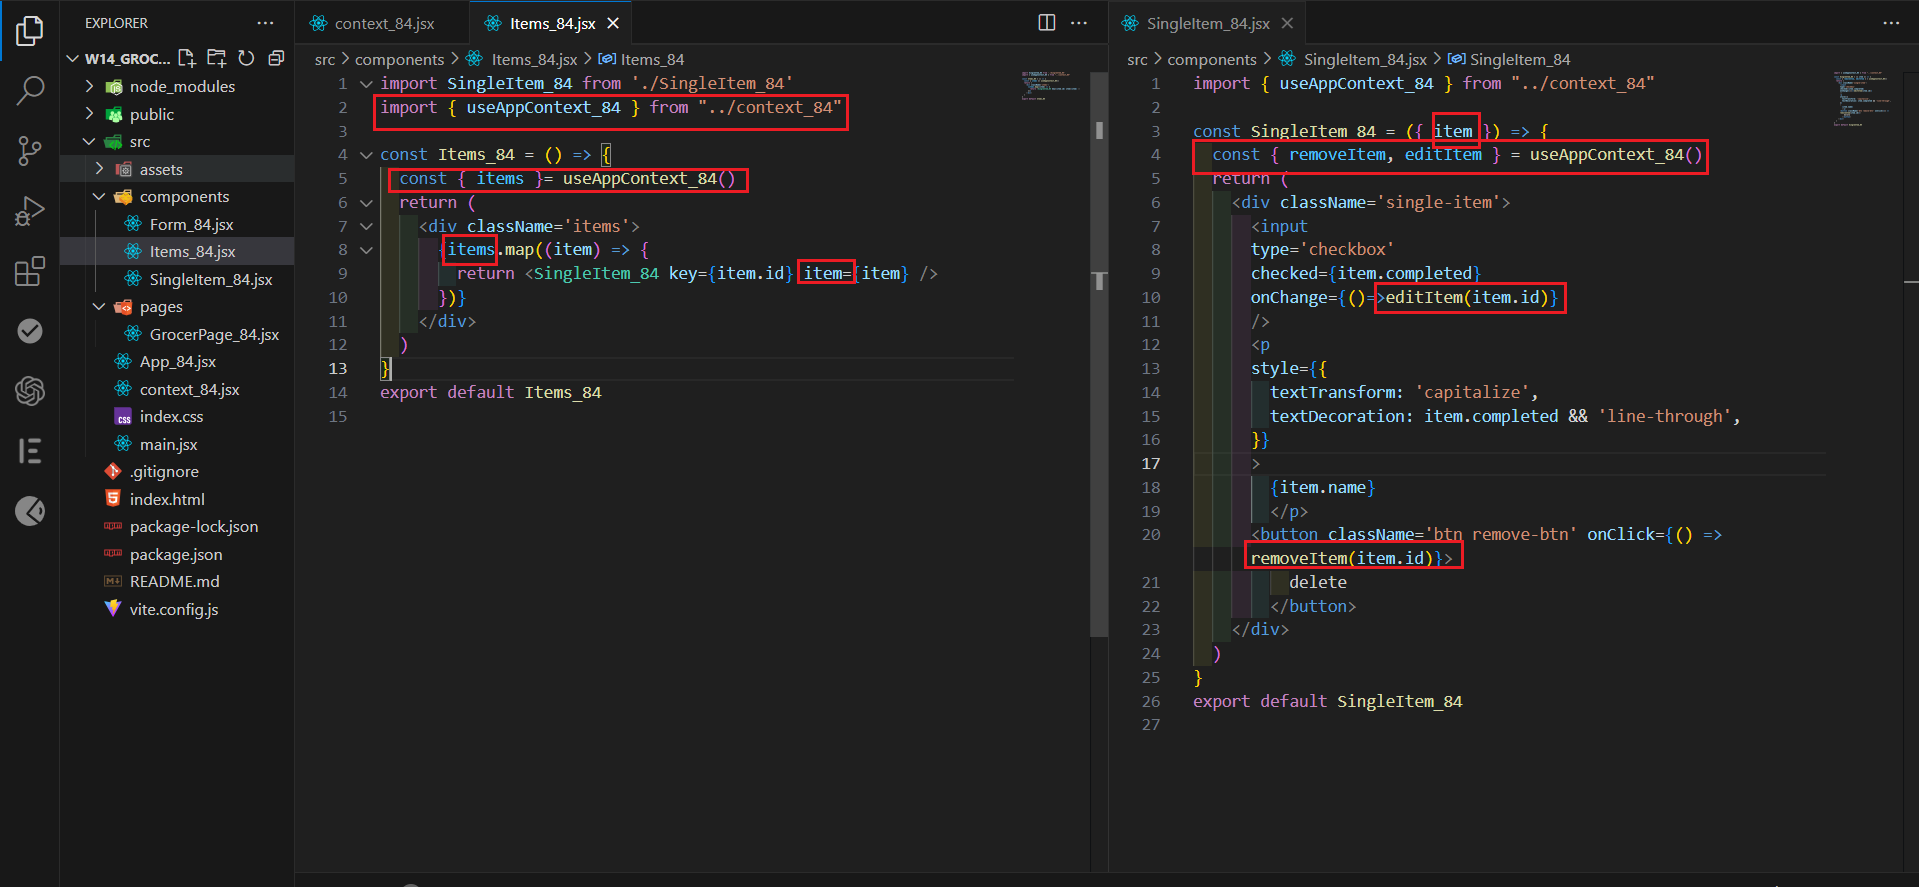 EXPLORER
W14_GROC...
node_modules
public
src
assets
components
Form_84.jsx
Items_84.jsx
SingleItem_84.jsx
pages
GrocerPage_84.jsx
App_84.jsx
context_84.jsx
index.css
main.jsx
.gitignore
index.html
package-lock.json
package.json
README.md
vite.config.js
context_84.jsx
Items_84.jsx
src > components > Items_84.jsx > Items_84
1 import SingleItem_84 from './SingleItem_84'
2 import { useAppContext_84 } from "../context_84"
3
4 const Items_84 = () => {
5 const { items }= useAppContext_84()
6 return (
7 <div className='items'>
8 {items.map((item) => {
9 return <SingleItem_84 key={item.id} item={item} />
10 })}
11 </div>
12 )
13 }
14 export default Items_84
15
SingleItem_84.jsx
src > components > SingleItem_84.jsx > SingleItem_84
1 import { useAppContext_84 } from "../context_84"
2
3 const SingleItem_84 = ({ item }) => {
4 const { removeItem, editItem } = useAppContext_84()
5 return (
6 <div className='single-item'>
7 <input
8 type='checkbox'
9 checked={item.completed}
10 onChange={()=>editItem(item.id)}
11 />
12 <p
13 style={{
14 textTransform: 'capitalize',
15 textDecoration: item.completed && 'line-through',
16 }}
17 >
18 {item.name}
19 </p>
20 <button className='btn remove-btn' onClick={() =>
removeItem(item.id)}>
21 delete
22 </button>
23 </div>
24 )
25 }
26 export default SingleItem_84
27